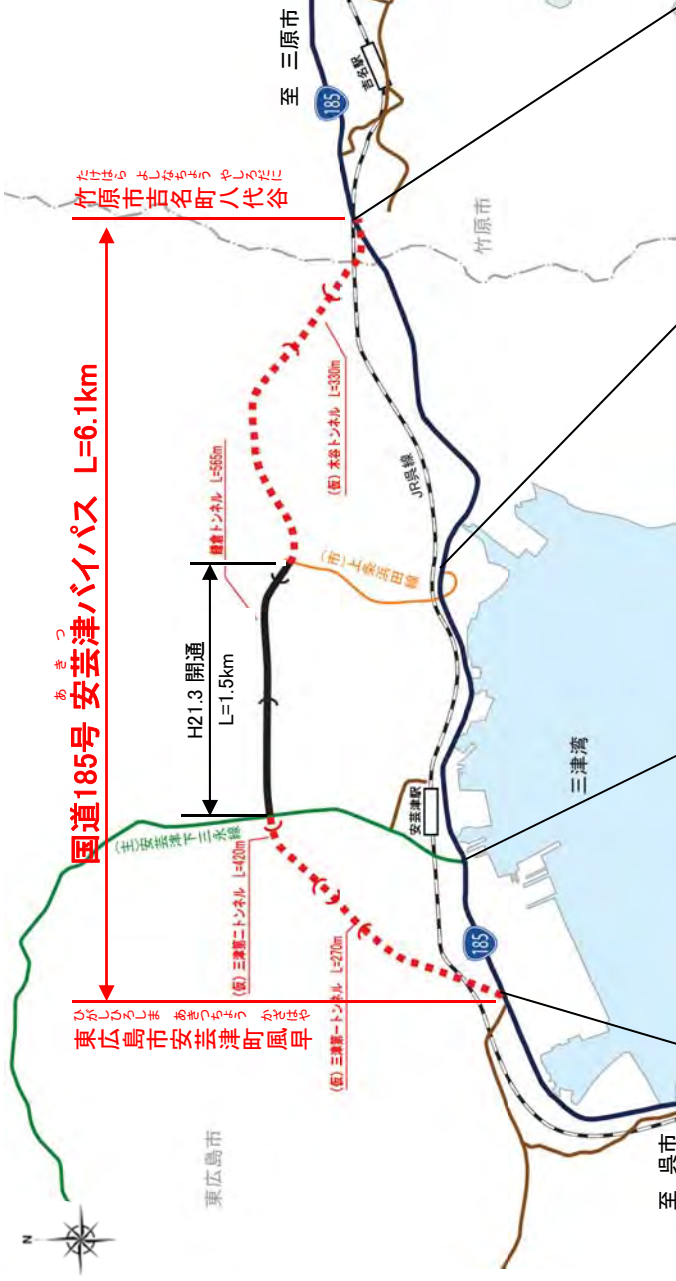 国道185号 安芸津バイパス L=6.1km
あ き つ
竹原市吉名町八代谷
たけはら よしなちょう やしろだに
東広島市安芸津町風早
ひがしひろしま あきつちょう かざはや
H21.3 開通
L=1.5km
鎌倉トンネル L=565m
(仮)木谷トンネル L=330m
(仮)三津第二トンネル L=420m
(仮)三津第一トンネル L=270m
(主)安芸津下三永線
(市)上条浜田線
JR呉線
安芸津駅
吉名駅
185
185
至 三原市
至 呉市
竹原市
東広島市
三津湾
N